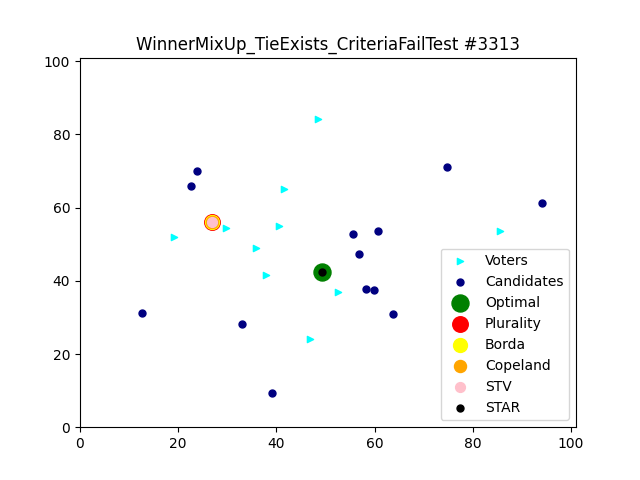 WinnerMixUp_TieExists_CriteriaFailTest #3313
100
80
60
40
20
0
Voters
Candidates
Optimal
Plurality
Borda
Copeland
STV
STAR
0 20 40 60 80 100